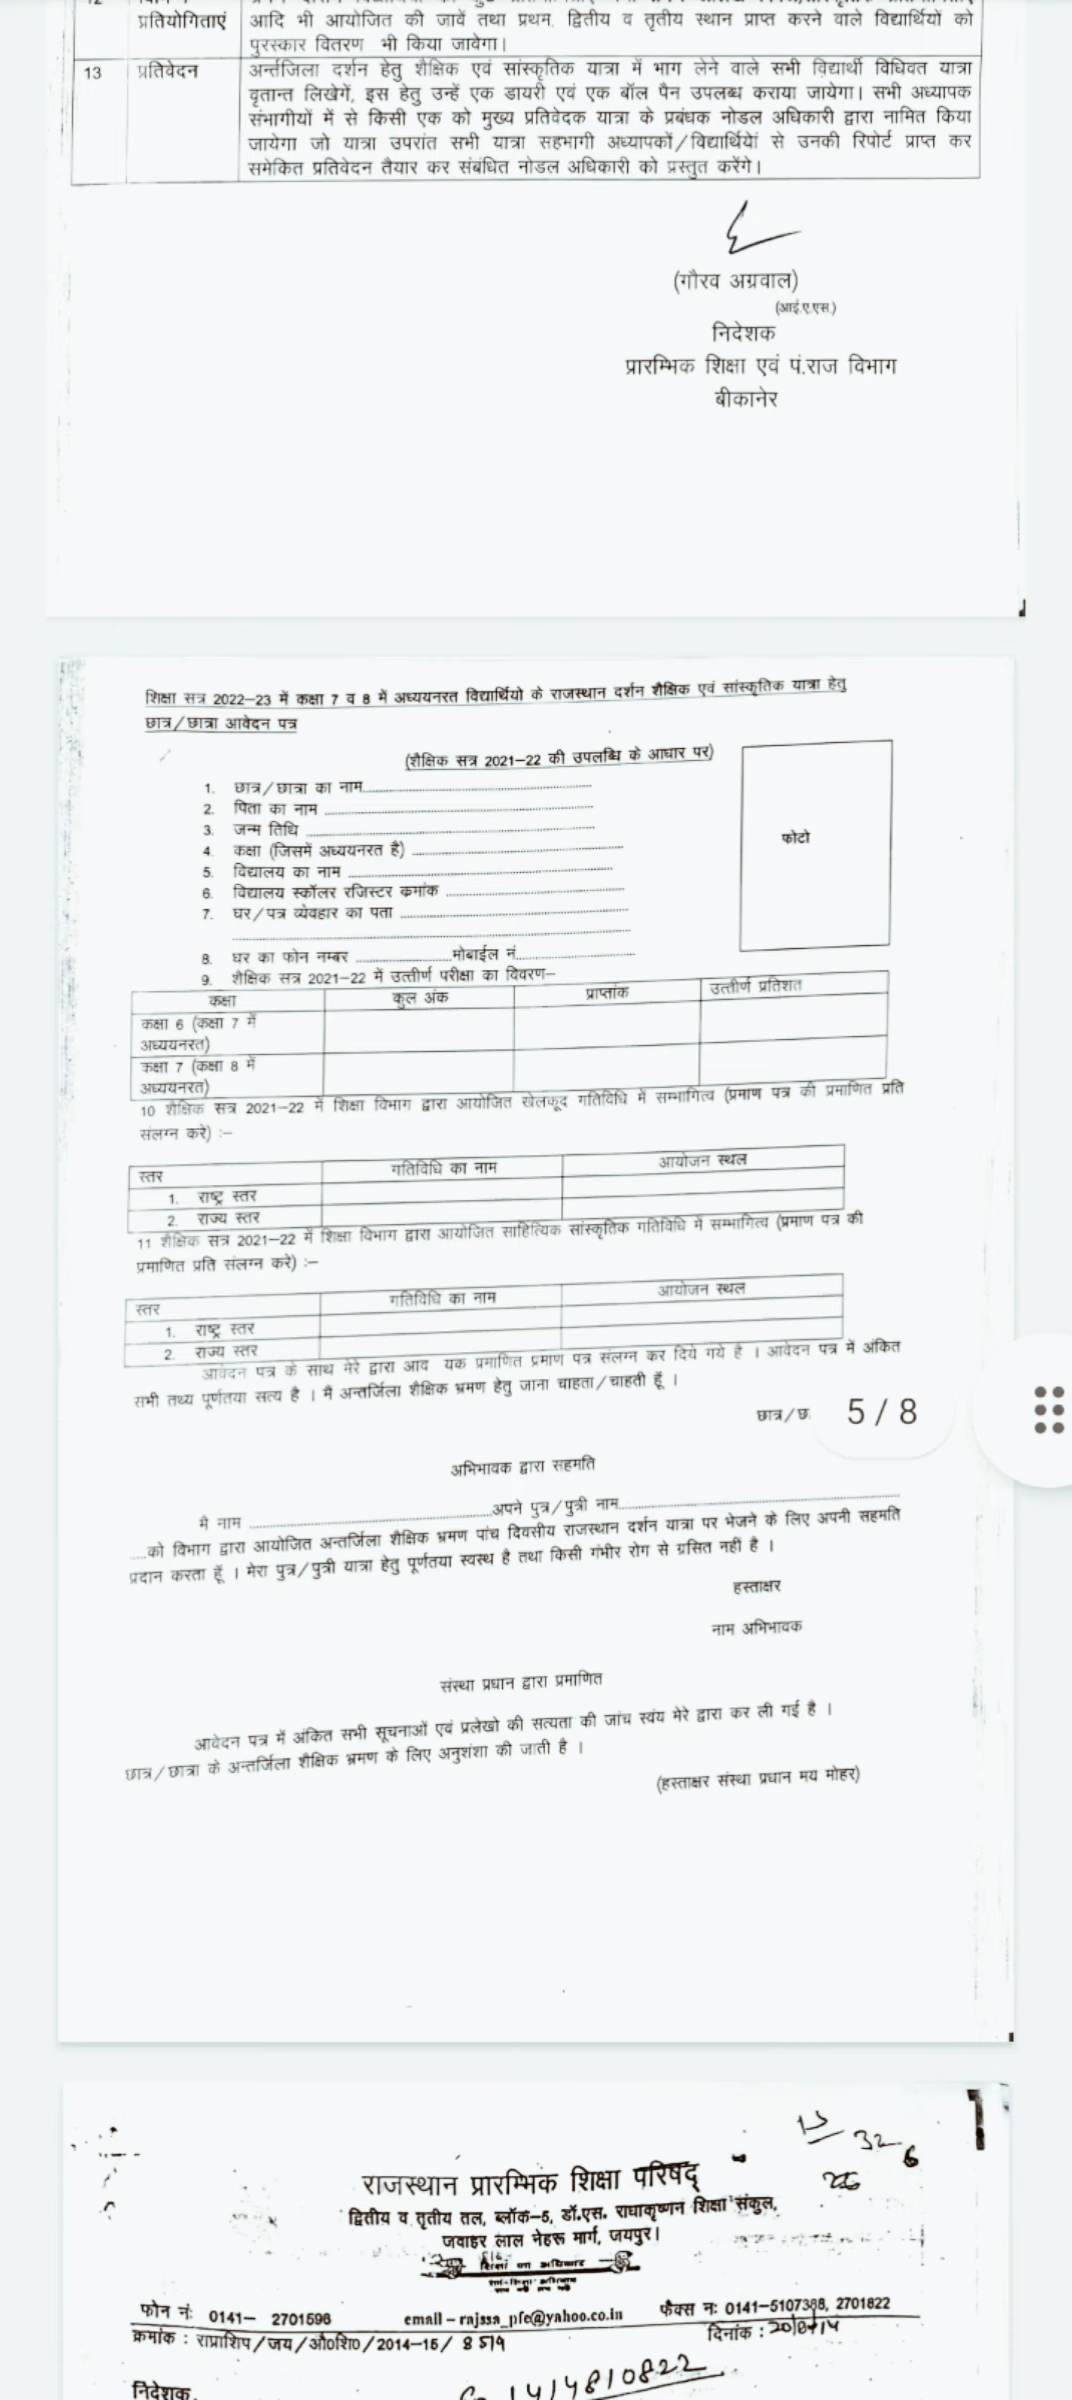 प्रतियोगिताएं आदि भी आयोजित की जावें तथा प्रथम, द्वितीय व तृतीय स्थान प्राप्त करने वाले विद्यार्थियों को
पुरस्कार वितरण भी किया जावेगा।
13 प्रतिवेदन अर्न्तजिला दर्शन हेतु शैक्षिक एवं सांस्कृतिक यात्रा में भाग लेने वाले सभी विद्यार्थी विधिवत यात्रा
वृतान्त लिखेगें, इस हेतु उन्हें एक डायरी एवं एक बॉल पैन उपलब्ध कराया जायेगा। सभी अध्यापक
संभागीयों में से किसी एक को मुख्य प्रतिवेदक यात्रा के प्रबंधक नोडल अधिकारी द्वारा नामित किया
जायेगा जो यात्रा उपरांत सभी यात्रा सहभागी अध्यापकों/विद्यार्थियेां से उनकी रिपोर्ट प्राप्त कर
समेकित प्रतिवेदन तैयार कर संबंधित नोडल अधिकारी को प्रस्तुत करेंगे।
(गौरव अग्रवाल)
(आई.ए.एस.)
निदेशक
प्रारम्भिक शिक्षा एवं पं.राज विभाग
बीकानेर
शिक्षा सत्र 2022-23 में कक्षा 7 व 8 में अध्ययनरत विद्यार्थियो के राजस्थान दर्शन शैक्षिक एवं सांस्कृतिक यात्रा हेतु
छात्र/छात्रा आवेदन पत्र
(शैक्षिक सत्र 2021-22 की उपलब्धि के आधार पर)
1. छात्र/छात्रा का नाम
2. पिता का नाम
3. जन्म तिथि
फोटो
4. कक्षा (जिसमें अध्ययनरत है)
5. विद्यालय का नाम
6. विद्यालय स्कॉलर रजिस्टर क्रमांक
7. घर/पत्र व्येवहार का पता
8. घर का फोन नम्बर मोबाईल नं.
9. शैक्षिक सत्र 2021-22 में उत्तीर्ण परीक्षा का विवरण–
कक्षा कुल अंक प्राप्तांक उत्तीर्ण प्रतिशत
कक्षा 6 (कक्षा 7 में
अध्ययनरत)
कक्षा 7 (कक्षा 8 में
अध्ययनरत)
10 शैक्षिक सत्र 2021-22 में शिक्षा विभाग द्वारा आयोजित खेलकूद गतिविधि में सम्भागित्व (प्रमाण पत्र की प्रमाणित प्रति
संलग्न करे) :–
स्तर गतिविधि का नाम आयोजन स्थल
1. राष्ट्र स्तर
2. राज्य स्तर
11 शैक्षिक सत्र 2021-22 में शिक्षा विभाग द्वारा आयोजित साहित्यिक सांस्कृतिक गतिविधि में सम्भागित्व (प्रमाण पत्र की
प्रमाणित प्रति संलग्न करे) :–
स्तर गतिविधि का नाम आयोजन स्थल
1. राष्ट्र स्तर
2. राज्य स्तर
आवेदन पत्र के साथ मेरे द्वारा आव यक प्रमाणित प्रमाण पत्र संलग्न कर दिये गये है । आवेदन पत्र में अंकित
सभी तथ्य पूर्णतया सत्य है । मैं अन्तर्जिला शैक्षिक भ्रमण हेतु जाना चाहता/चाहती हूँ ।
छात्र/छ 5 / 8
अभिभावक द्वारा सहमति
मै नाम अपने पुत्र/पुत्री नाम
को विभाग द्वारा आयोजित अन्तर्जिला शैक्षिक भ्रमण पांच दिवसीय राजस्थान दर्शन यात्रा पर भेजने के लिए अपनी सहमति
प्रदान करता हूँ । मेरा पुत्र/पुत्री यात्रा हेतु पूर्णतया स्वस्थ है तथा किसी गंभीर रोग से ग्रसित नहीं है ।
हस्ताक्षर
नाम अभिभावक
संस्था प्रधान द्वारा प्रमाणित
आवेदन पत्र में अंकित सभी सूचनाओं एवं प्रलेखो की सत्यता की जांच स्वंय मेरे द्वारा कर ली गई है ।
छात्र/छात्रा के अन्तर्जिला शैक्षिक भ्रमण के लिए अनुशंशा की जाती है ।
(हस्ताक्षर संस्था प्रधान मय मोहर)
32
6
राजस्थान प्रारम्भिक शिक्षा परिषद्
द्वितीय व तृतीय तल, ब्लॉक-5, डॉ.एस. राधाकृष्णन शिक्षा संकुल,
जवाहर लाल नेहरू मार्ग, जयपुर।
फोन नंः 0141– 2701596 email – rajssa_pfe@yahoo.co.in फैक्स नः 0141-5107388, 2701822
क्रमांक : राप्राशिप/जय/औ०शि०/2014-15/ 8519 दिनांक :
निदेशक